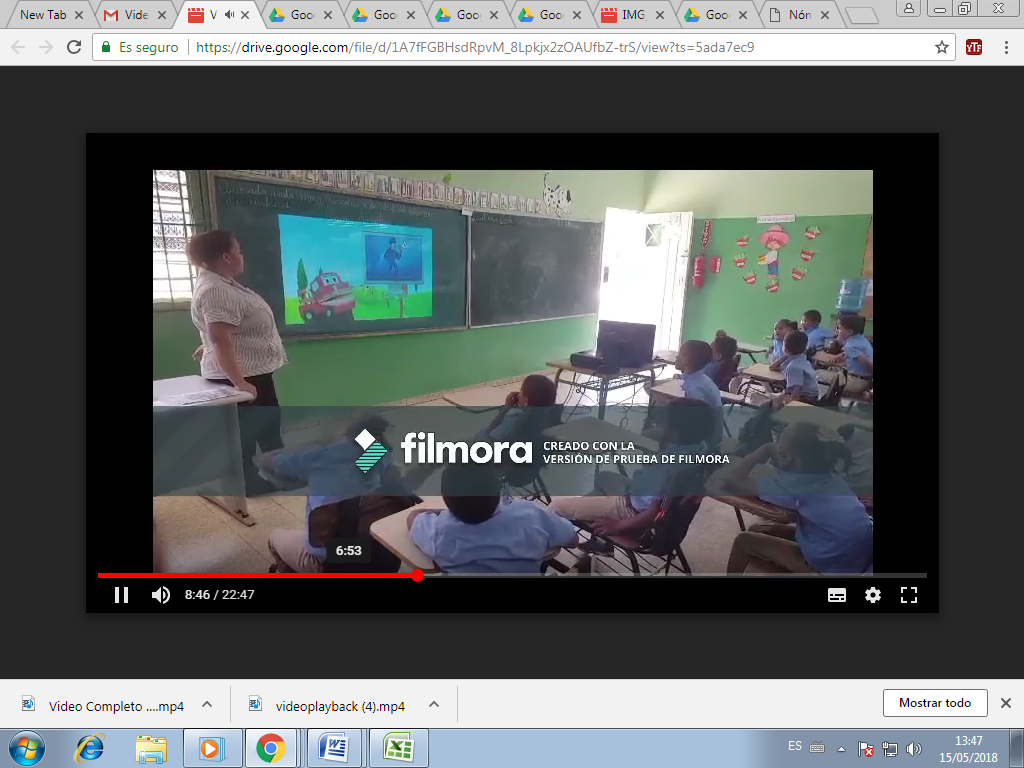 New Tab
Vide
V
Goo
Goo
Goo
Goo
IMG_
Goo
Nón
Es seguro
https://drive.google.com/file/d/1A7fFGBHsdRpvM_8Lpkjx2zOAUfbZ-trS/view?ts=5ada7ec9
YTF
filmora
CREADO CON LA
VERSIÓN DE PRUEBA DE FILMORA
6:53
8:46 / 22:47
Video Completo ....mp4
videoplayback (4).mp4
Mostrar todo
ES
13:47
15/05/2018